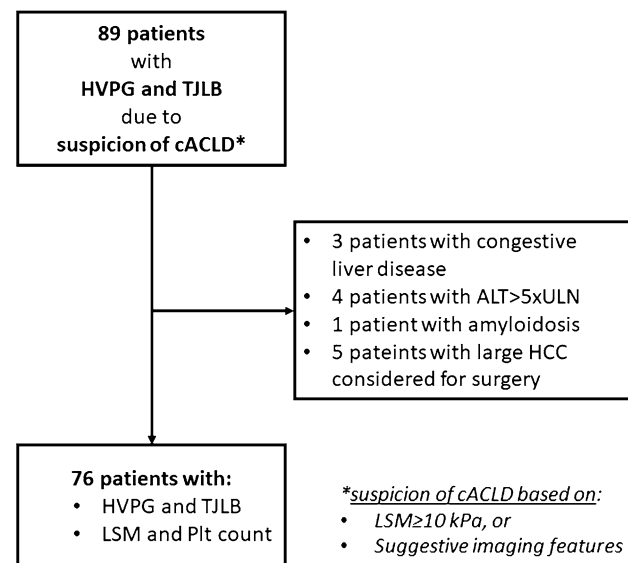 89 patients
with
HVPG and TJLB
due to
suspicion of cACLD*
• 3 patients with congestive
liver disease
• 4 patients with ALT>5xULN
• 1 patient with amyloidosis
• 5 pateints with large HCC
considered for surgery
76 patients with:
• HVPG and TJLB
• LSM and Plt count
*suspicion of cACLD based on:
• LSM≥10 kPa, or
• Suggestive imaging features